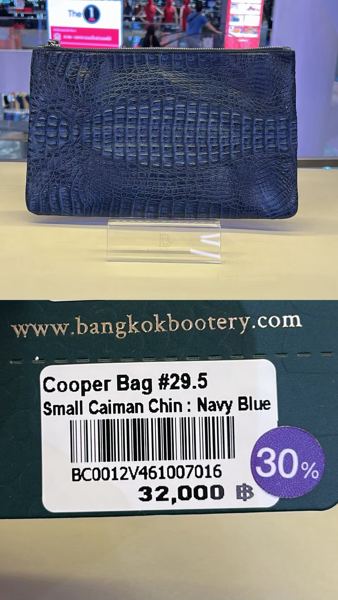 The 1
www.bangkokbootery.com
Cooper Bag #29.5
Small Caiman Chin : Navy Blue
BC0012V461007016
32,000 ฿
30%